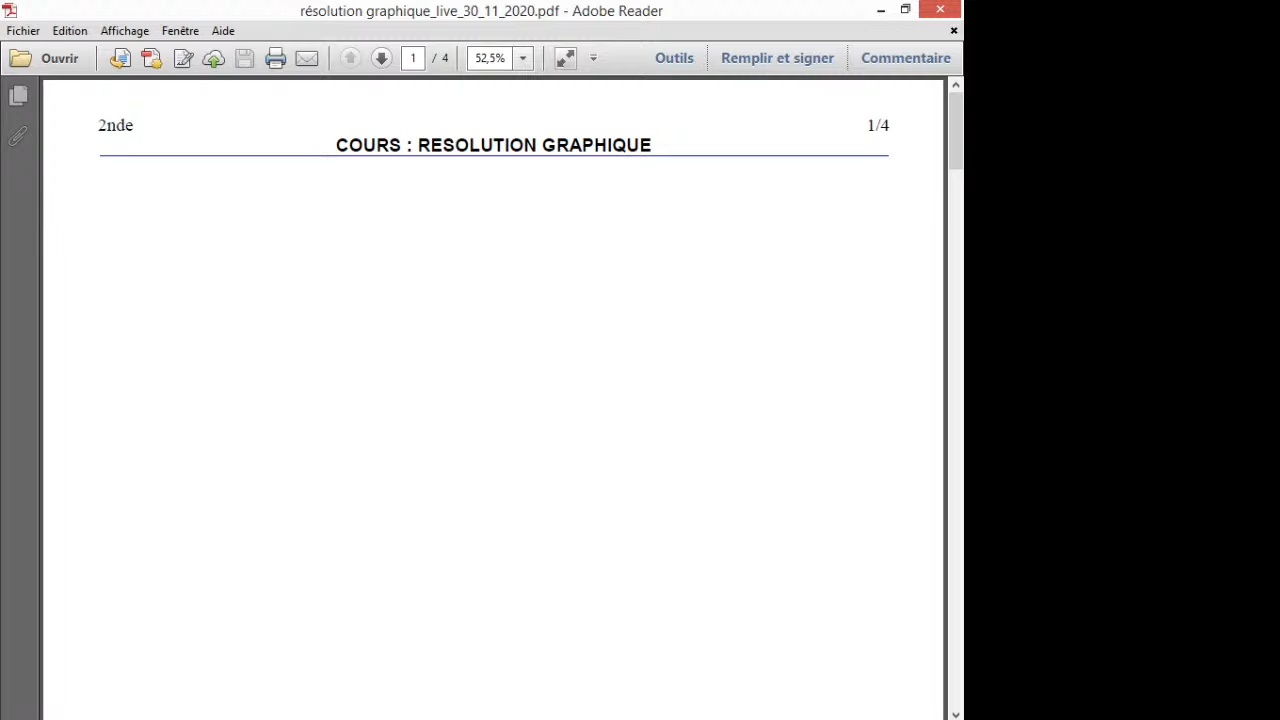 résolution graphique_live_30_11_2020.pdf - Adobe Reader
Fichier Edition Affichage Fenêtre Aide
Ouvrir 1 / 4 52,5% Outils Remplir et signer Commentaire
2nde 1/4
COURS : RESOLUTION GRAPHIQUE